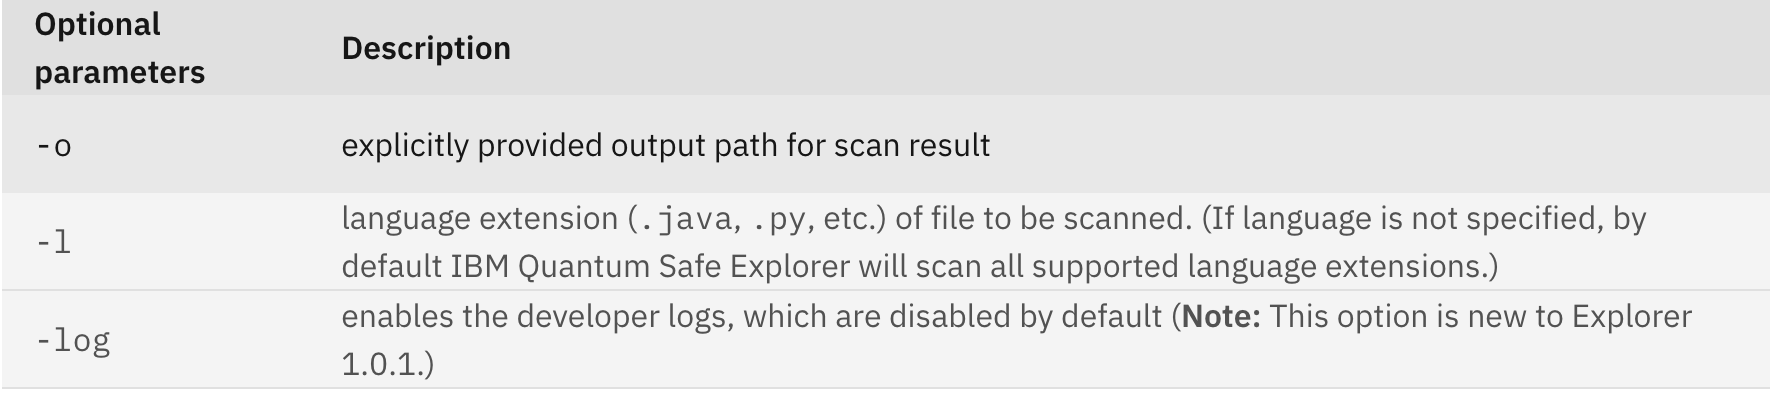 Optional
parameters
Description
-o
explicitly provided output path for scan result
-l
language extension (.java, .py, etc.) of file to be scanned. (If language is not specified, by
default IBM Quantum Safe Explorer will scan all supported language extensions.)
-log
enables the developer logs, which are disabled by default (Note: This option is new to Explorer
1.0.1.)